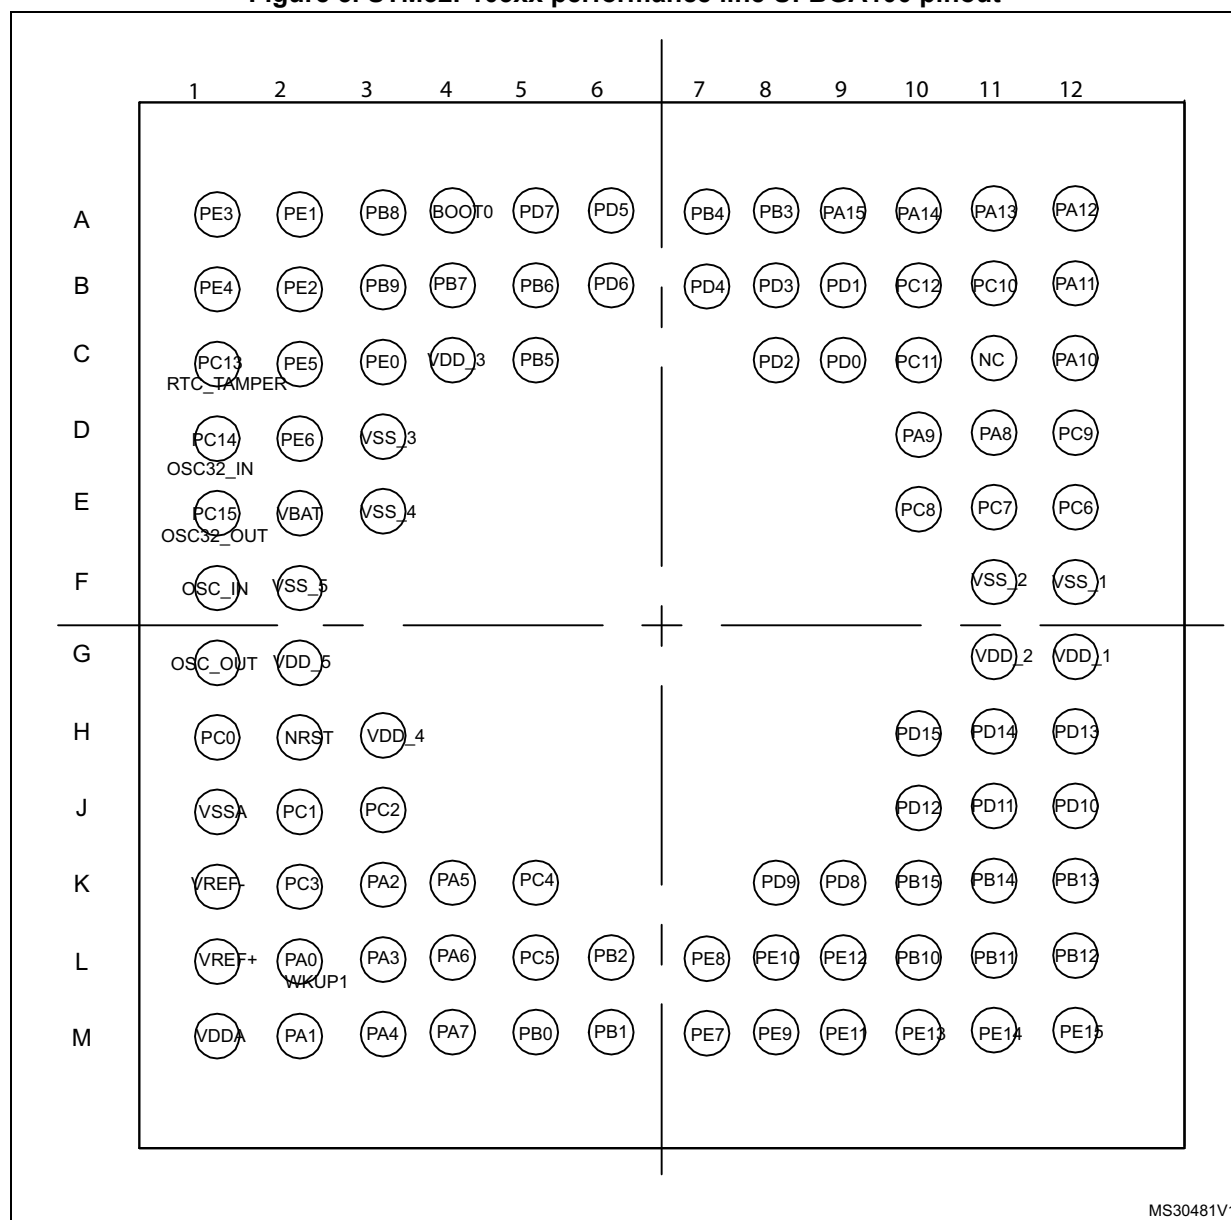 Figure 5. STM32F103xx performance line UFBGA100 pinout
1 2 3 4 5 6 7 8 9 10 11 12
A PE3 PE1 PB8 BOOT0 PD7 PD5 PB4 PB3 PA15 PA14 PA13 PA12
B PE4 PE2 PB9 PB7 PB6 PD6 PD4 PD3 PD1 PC12 PC10 PA11
C PC13 PE5 PE0 VDD_3 PB5 PD2 PD0 PC11 NC PA10
RTC_TAMPER
D PC14 PE6 VSS_3 PA9 PA8 PC9
OSC32_IN
E PC15 VBAT VSS_4 PC8 PC7 PC6
OSC32_OUT
F OSC_IN VSS_5 VSS_2 VSS_1
G OSC_OUT VDD_5 VDD_2 VDD_1
H PC0 NRST VDD_4 PD15 PD14 PD13
J VSSA PC1 PC2 PD12 PD11 PD10
K VREF- PC3 PA2 PA5 PC4 PD9 PD8 PB15 PB14 PB13
L VREF+ PA0 PA3 PA6 PC5 PB2 PE8 PE10 PE12 PB10 PB11 PB12
WKUP1
M VDDA PA1 PA4 PA7 PB0 PB1 PE7 PE9 PE11 PE13 PE14 PE15